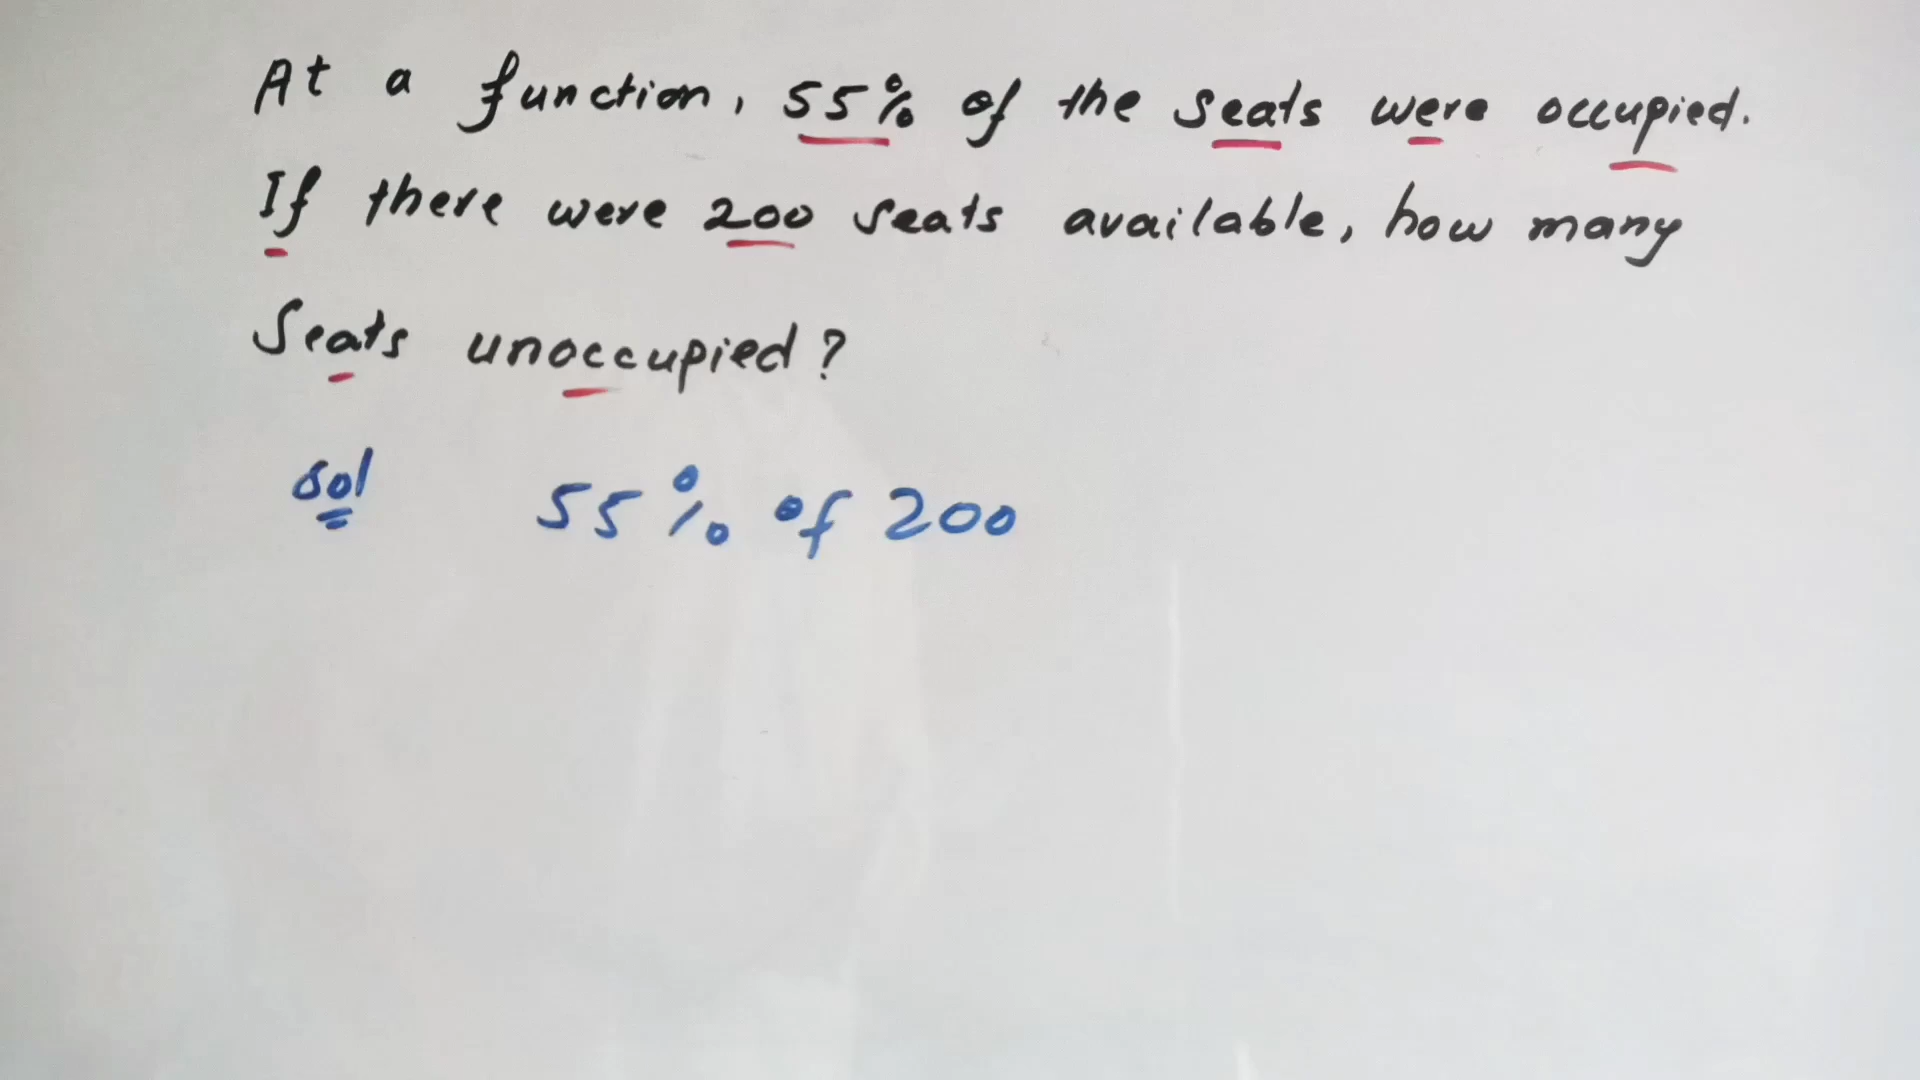 At a function, 55% of the seats were occupied.
If there were 200 seats available, how many
Seats unoccupied?
sol 55% of 200